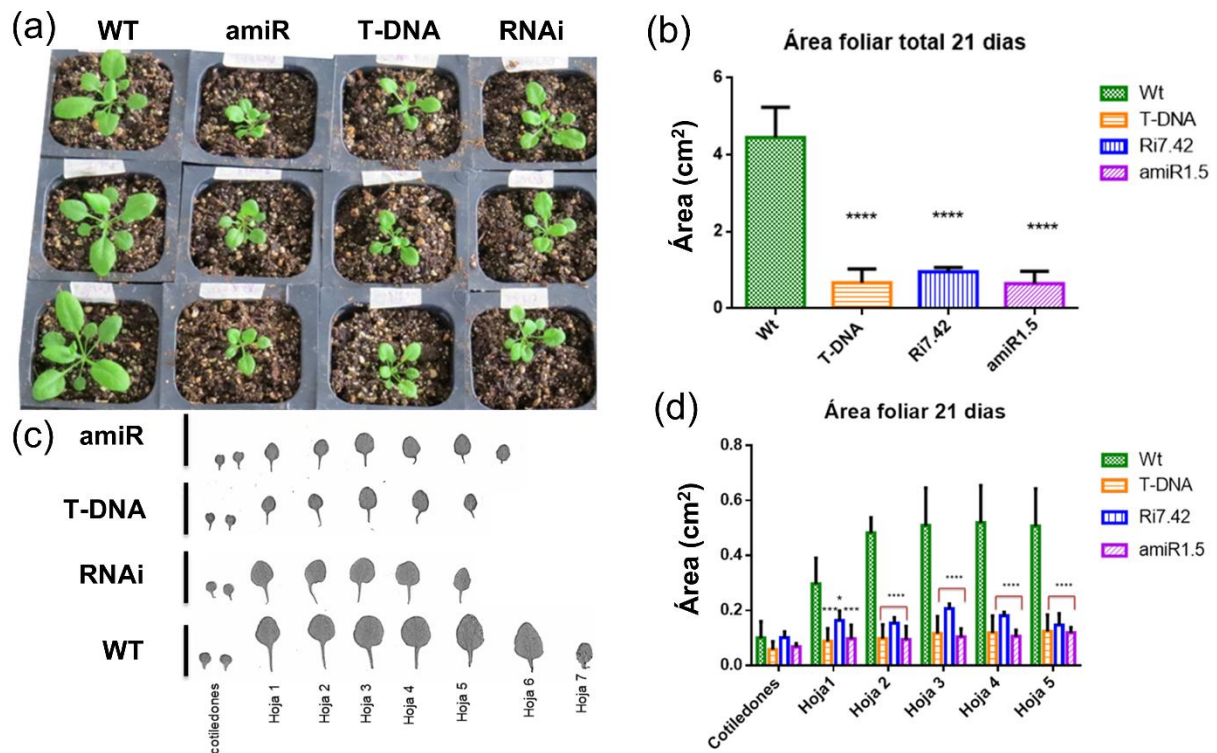 (a)
WT amiR T-DNA RNAi
(b)
Área foliar total 21 dias
Área (cm²)
6
4
2
0
****
****
****
Wt
T-DNA
Ri7.42
amiR1.5
Wt
T-DNA
Ri7.42
amiR1.5
(c)
amiR
T-DNA
RNAi
WT
cotiledones
Hoja 1
Hoja 2
Hoja 3
Hoja 4
Hoja 5
Hoja 6
Hoja 7
(d)
Área foliar 21 dias
Área (cm²)
0.8
0.6
0.4
0.2
0.0
**** * ****
****
****
****
****
Cotiledones
Hoja1
Hoja 2
Hoja 3
Hoja 4
Hoja 5
Wt
T-DNA
Ri7.42
amiR1.5